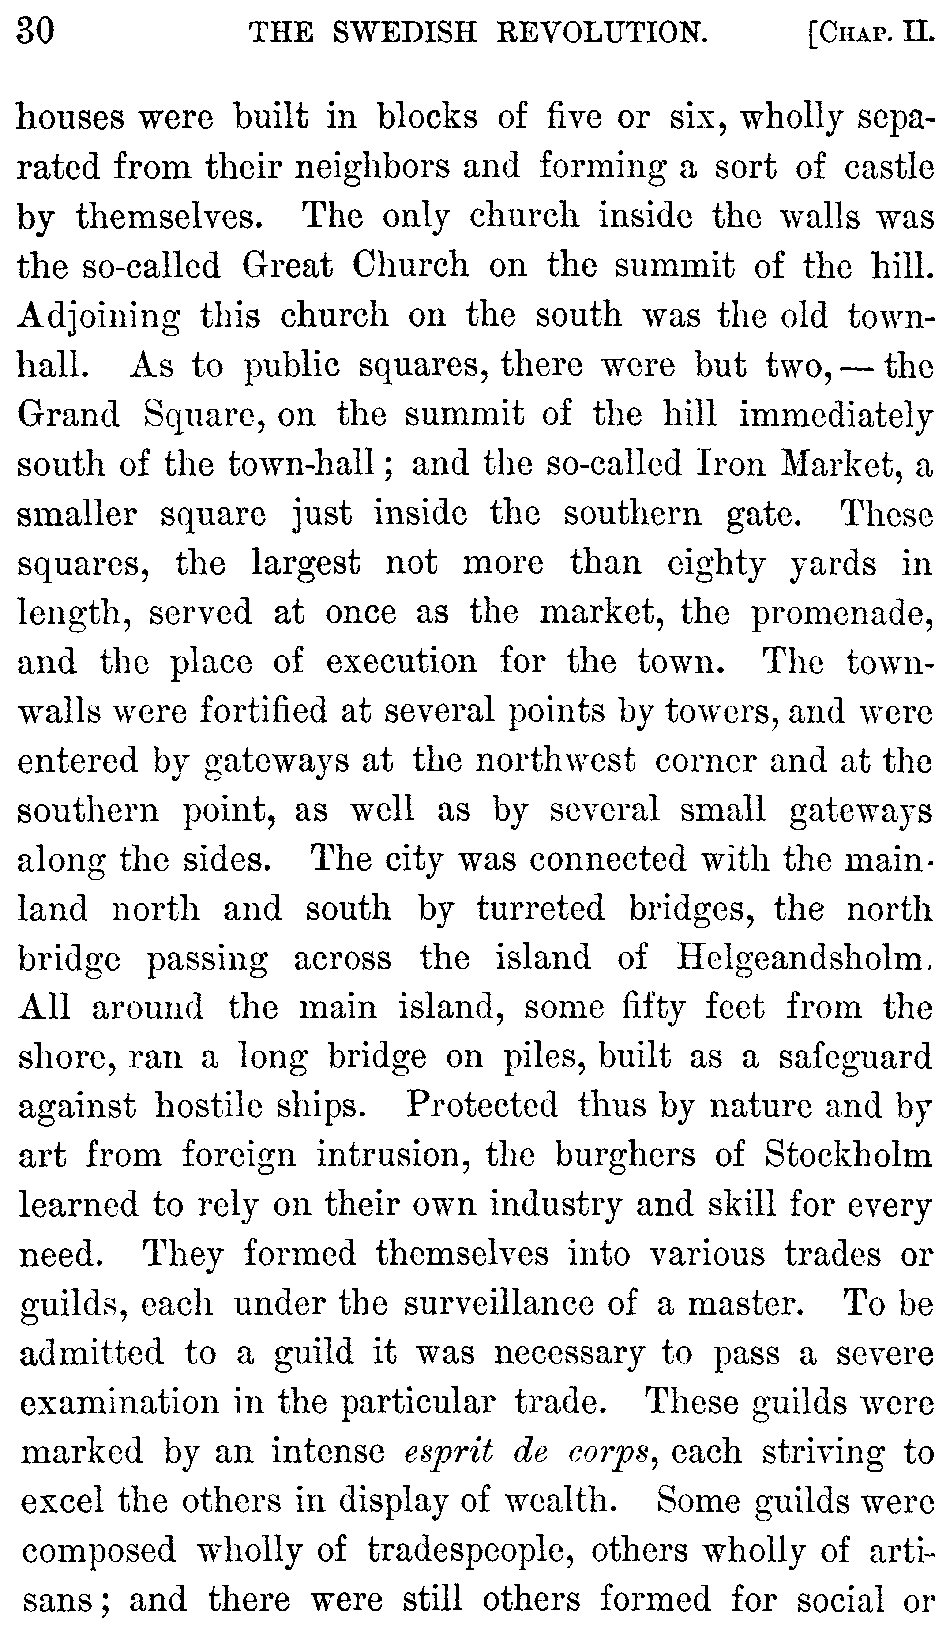 30 THE SWEDISH REVOLUTION. [CHAP. II.
houses were built in blocks of five or six, wholly sepa-
rated from their neighbors and forming a sort of castle
by themselves. The only church inside the walls was
the so-called Great Church on the summit of the hill.
Adjoining this church on the south was the old town-
hall. As to public squares, there were but two, — the
Grand Square, on the summit of the hill immediately
south of the town-hall; and the so-called Iron Market, a
smaller square just inside the southern gate. These
squares, the largest not more than eighty yards in
length, served at once as the market, the promenade,
and the place of execution for the town. The town-
walls were fortified at several points by towers, and were
entered by gateways at the northwest corner and at the
southern point, as well as by several small gateways
along the sides. The city was connected with the main-
land north and south by turreted bridges, the north
bridge passing across the island of Helgeandsholm.
All around the main island, some fifty feet from the
shore, ran a long bridge on piles, built as a safeguard
against hostile ships. Protected thus by nature and by
art from foreign intrusion, the burghers of Stockholm
learned to rely on their own industry and skill for every
need. They formed themselves into various trades or
guilds, each under the surveillance of a master. To be
admitted to a guild it was necessary to pass a severe
examination in the particular trade. These guilds were
marked by an intense esprit de corps, each striving to
excel the others in display of wealth. Some guilds were
composed wholly of tradespeople, others wholly of arti-
sans; and there were still others formed for social or